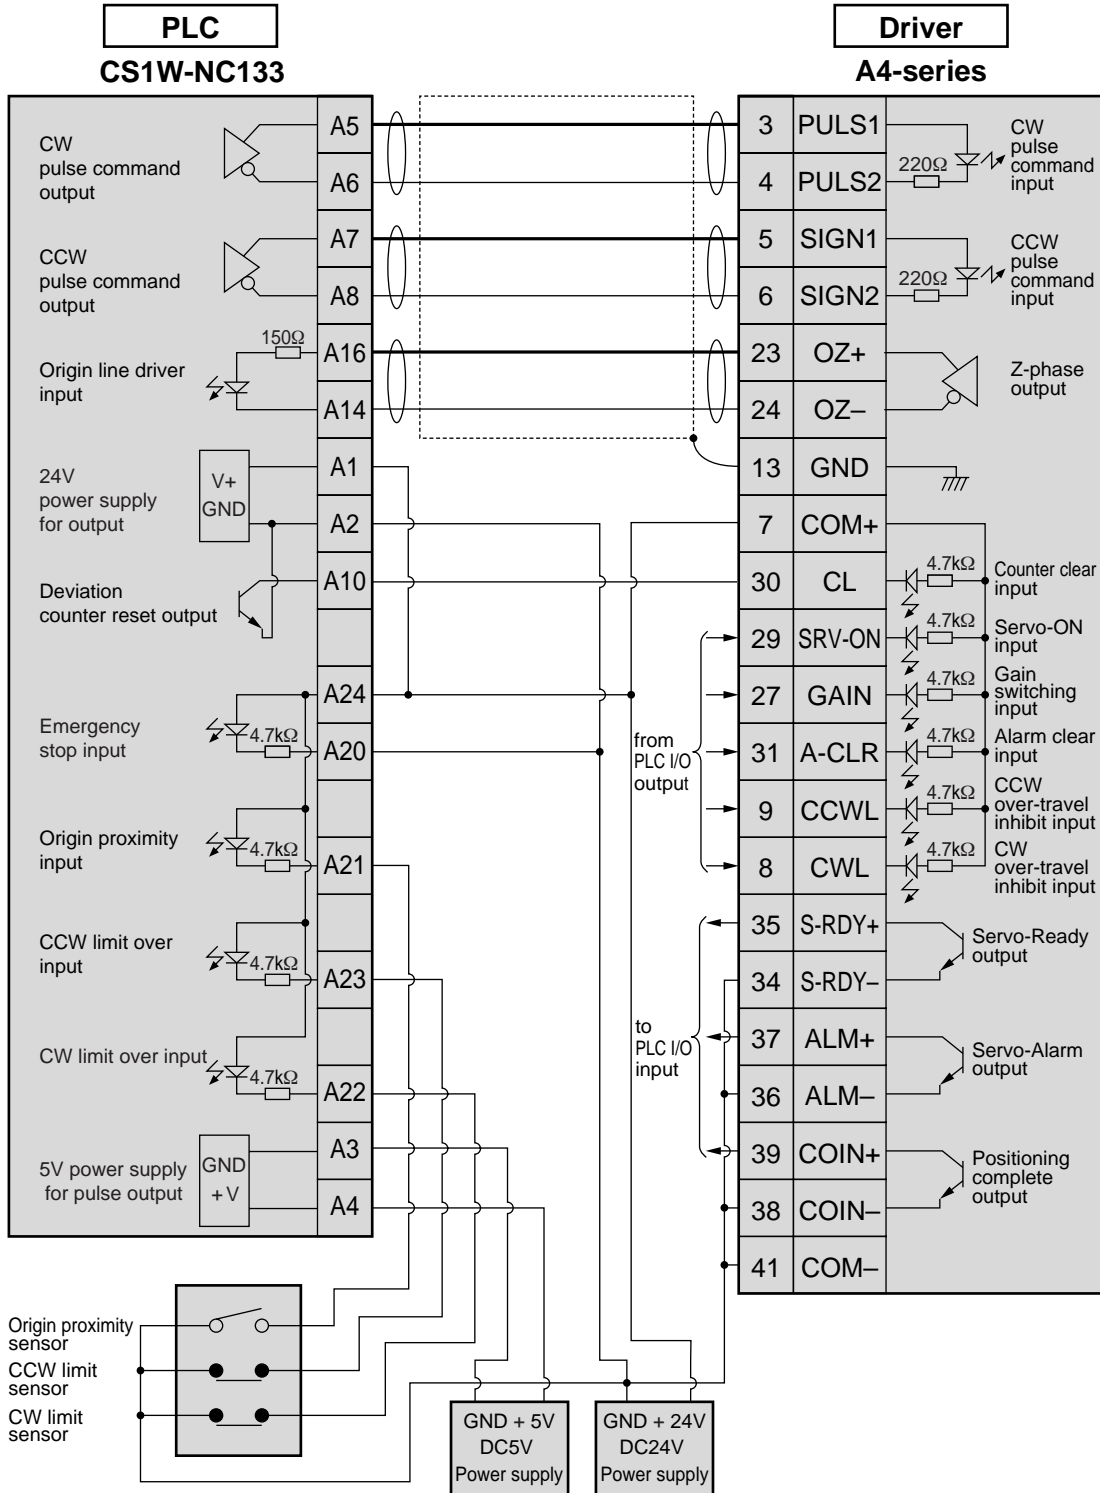 PLC
CS1W-NC133
Driver
A4-series
CW
pulse command
output
A5
A6
CCW
pulse command
output
A7
A8
Origin line driver
input
150Ω
A16
A14
24V
power supply
for output
V+
GND
A1
A2
Deviation
counter reset output
A10
Emergency
stop input
4.7kΩ
A24
A20
Origin proximity
input
4.7kΩ
A21
CCW limit over
input
4.7kΩ
A23
CW limit over input
4.7kΩ
A22
5V power supply
for pulse output
GND
+ V
A3
A4
3 PULS1
4 PULS2
220Ω
CW
pulse
command
input
5 SIGN1
6 SIGN2
220Ω
CCW
pulse
command
input
23 OZ+
24 OZ–
Z-phase
output
13 GND
7 COM+
30 CL
4.7kΩ
Counter clear
input
29 SRV-ON
4.7kΩ
Servo-ON
input
27 GAIN
4.7kΩ
Gain
switching
input
31 A-CLR
4.7kΩ
Alarm clear
input
9 CCWL
4.7kΩ
CCW
over-travel
inhibit input
8 CWL
4.7kΩ
CW
over-travel
inhibit input
from
PLC I/O
output
35 S-RDY+
34 S-RDY–
Servo-Ready
output
37 ALM+
36 ALM–
Servo-Alarm
output
39 COIN+
38 COIN–
Positioning
complete
output
41 COM–
to
PLC I/O
input
Origin proximity
sensor
CCW limit
sensor
CW limit
sensor
GND + 5V
DC5V
Power supply
GND + 24V
DC24V
Power supply